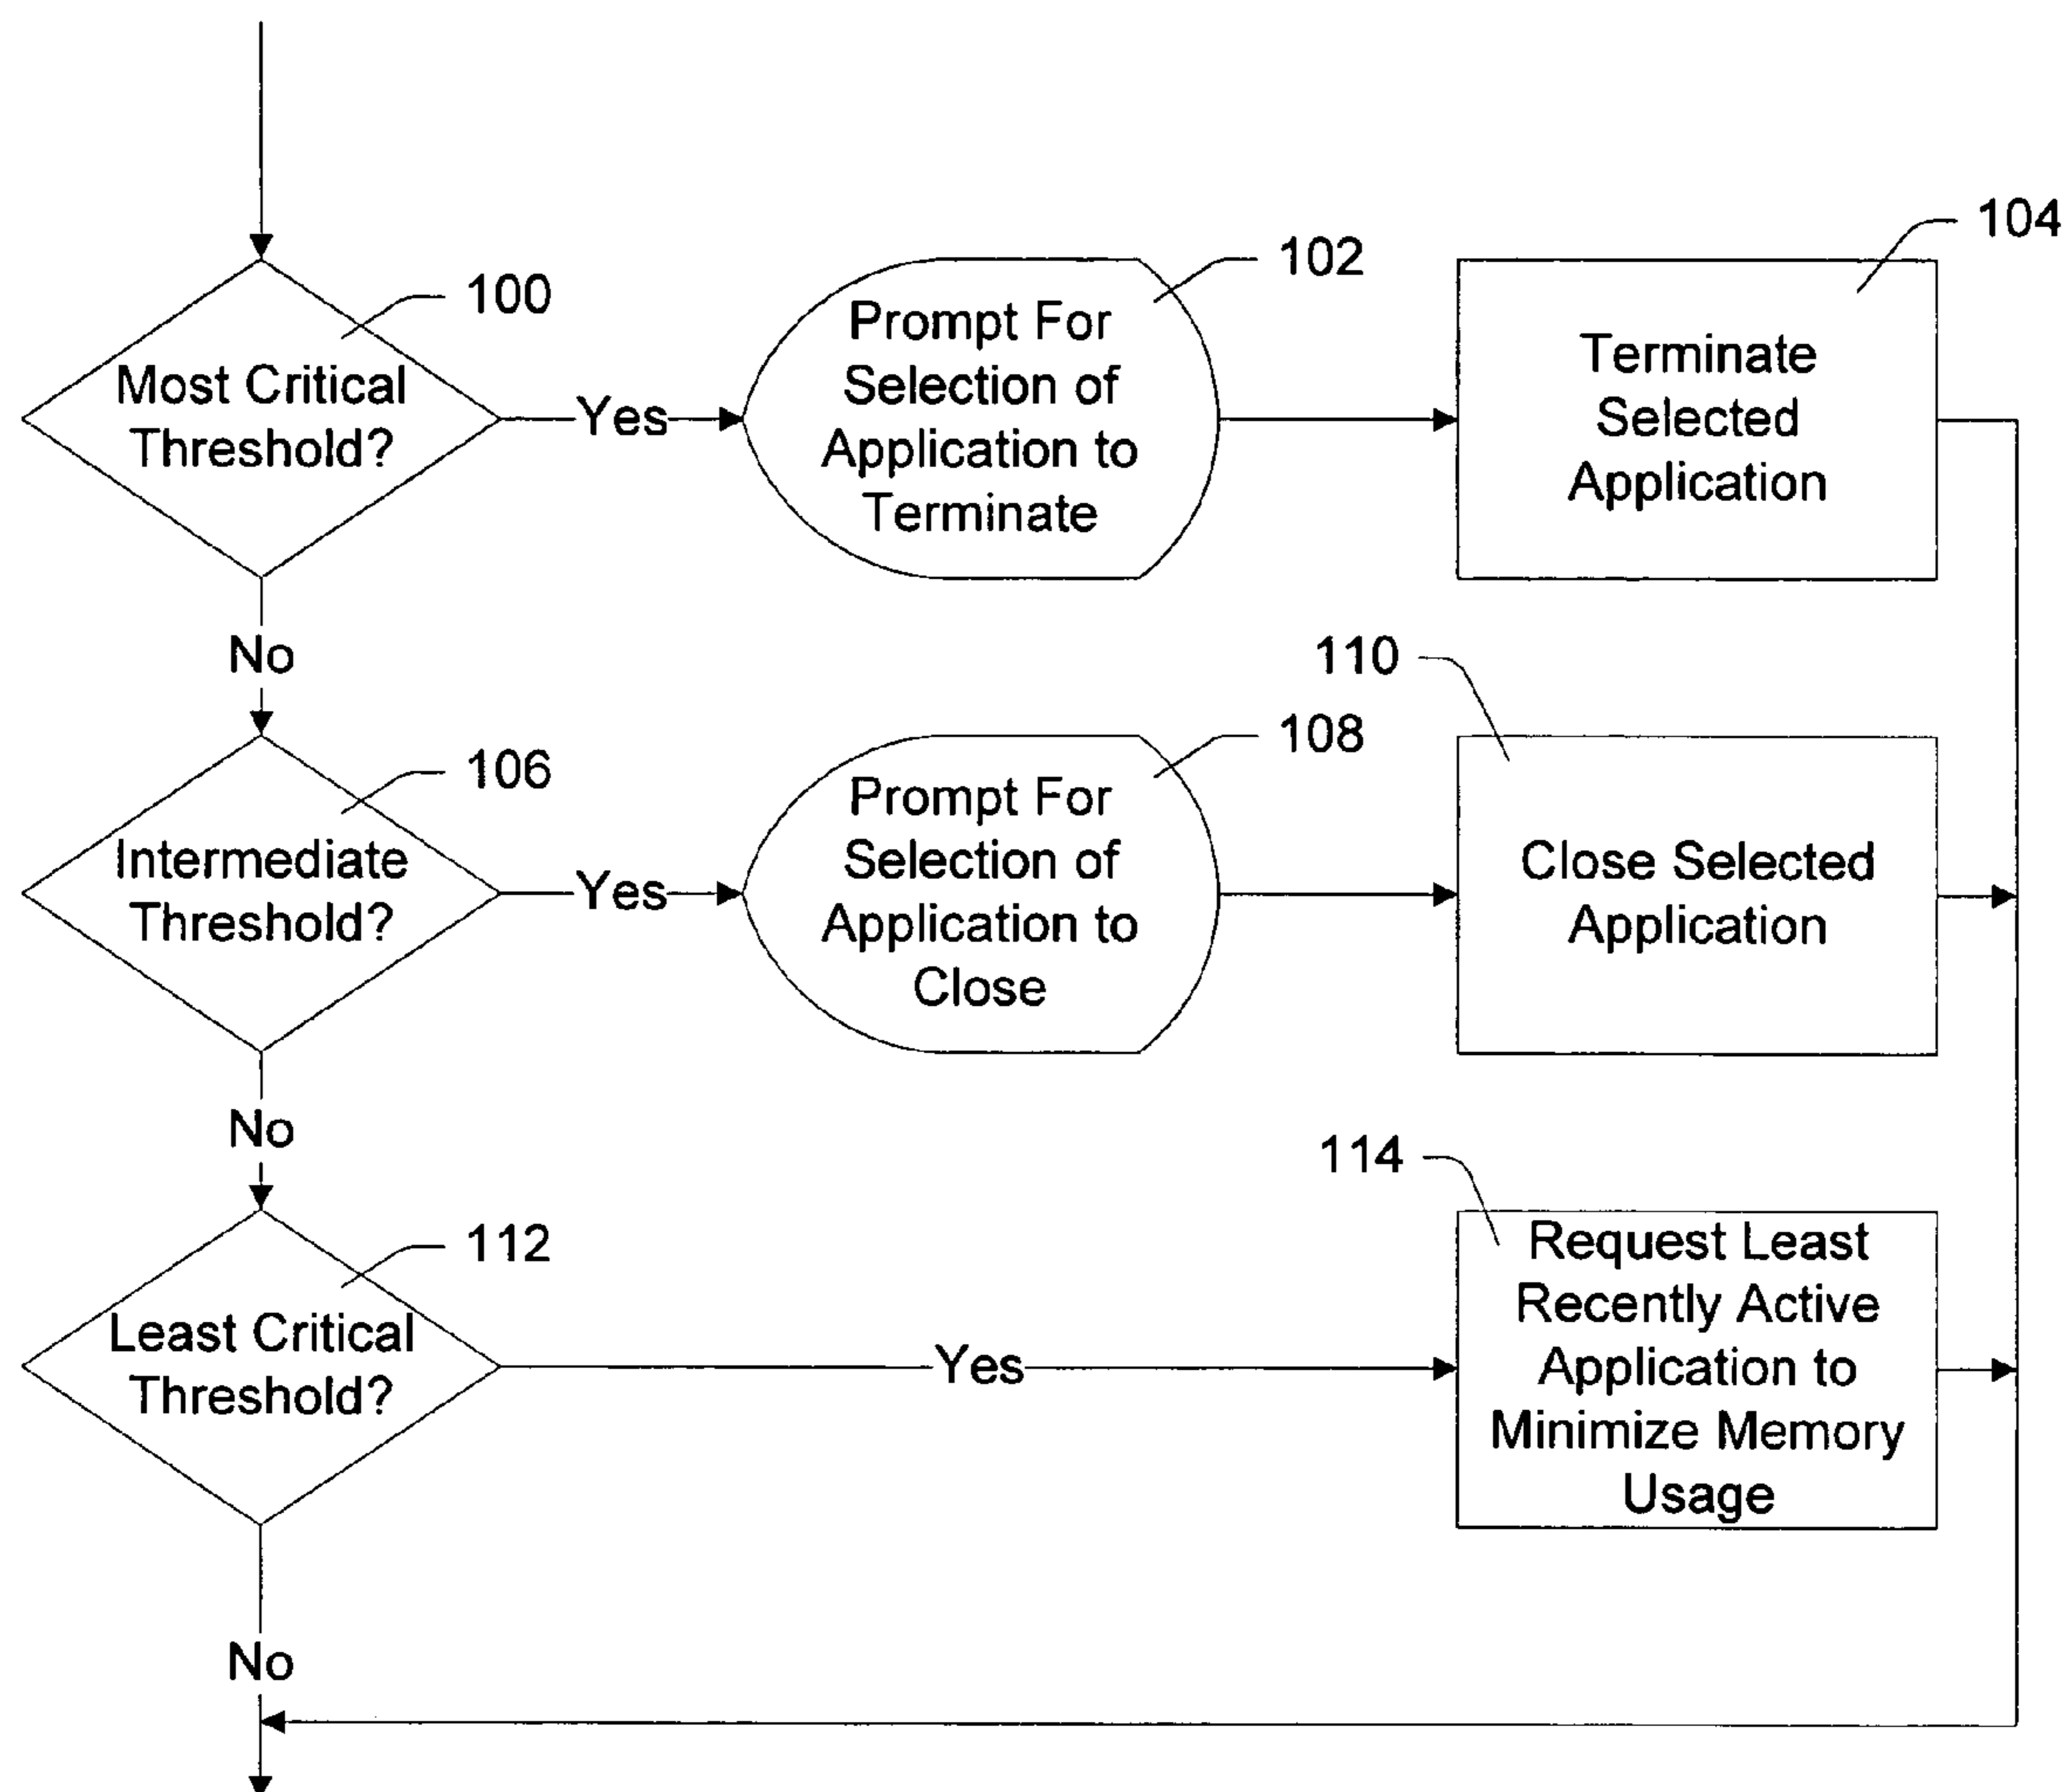 104
102
100
Most Critical
Threshold?
Yes
Prompt For
Selection of
Application to
Terminate
Terminate
Selected
Application
No
110
108
106
Intermediate
Threshold?
Yes
Prompt For
Selection of
Application to
Close
Close Selected
Application
No
114
112
Least Critical
Threshold?
Yes
Request Least
Recently Active
Application to
Minimize Memory
Usage
No